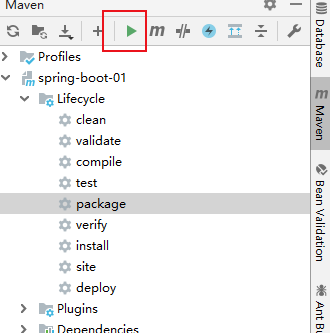 Maven
m
Profiles
spring-boot-01
Lifecycle
clean
validate
compile
test
package
verify
install
site
deploy
Plugins
Dependencies
Database
m Maven
Bean Validation
Ant Bu